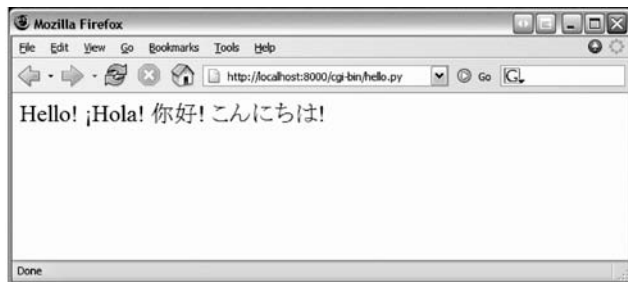 Mozilla Firefox
File Edit View Go Bookmarks Tools Help
http://localhost:8000/cgi-bin/hello.py Go G
Hello! ¡Hola! 你好! こんにちは!
Done